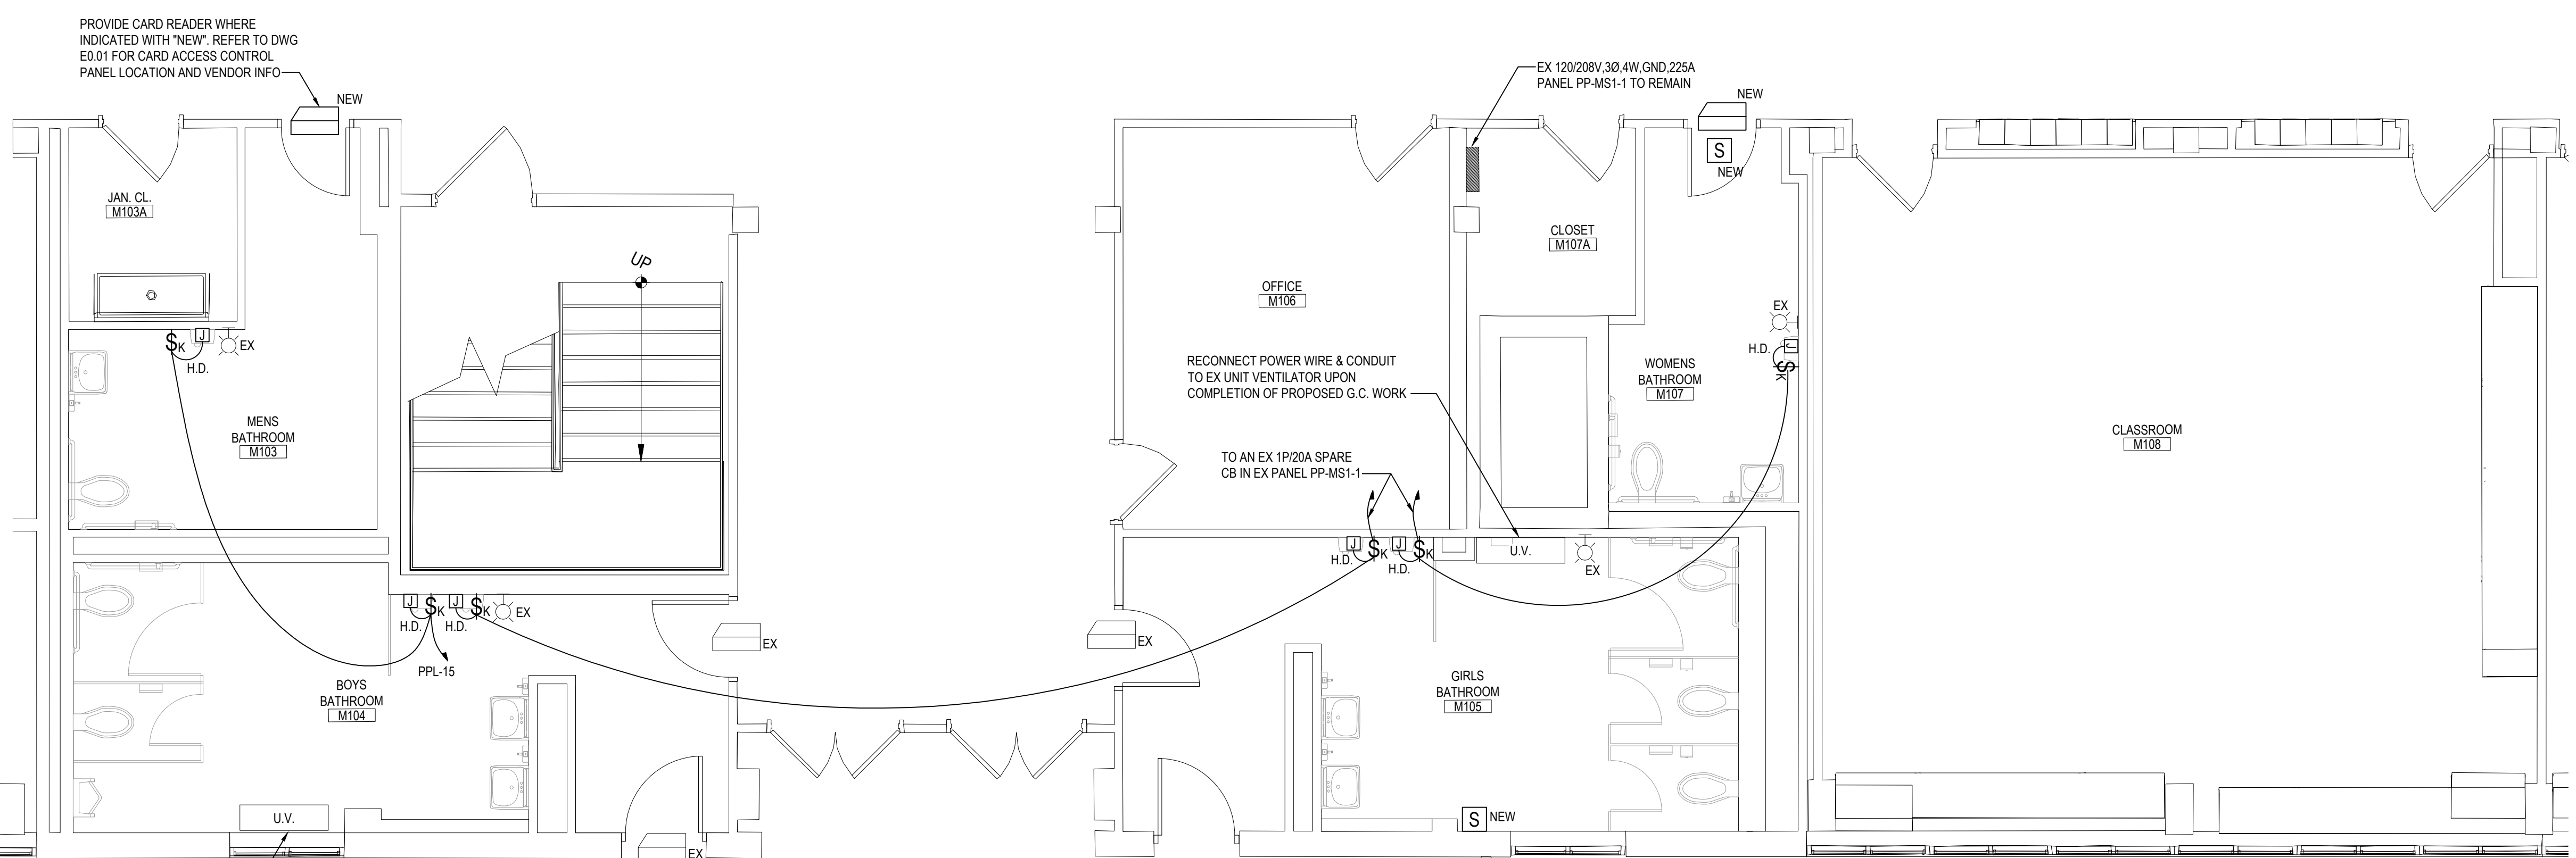 PROVIDE CARD READER WHERE
INDICATED WITH "NEW". REFER TO DWG
E0.01 FOR CARD ACCESS CONTROL
PANEL LOCATION AND VENDOR INFO
NEW
EX 120/208V,3Ø,4W,GND,225A
PANEL PP-MS1-1 TO REMAIN
NEW
S
NEW
JAN. CL.
M103A
UP
OFFICE
M106
CLOSET
M107A
$K
J
H.D.
EX
EX
H.D.
J
$K
RECONNECT POWER WIRE & CONDUIT
TO EX UNIT VENTILATOR UPON
COMPLETION OF PROPOSED G.C. WORK
WOMENS
BATHROOM
M107
MENS
BATHROOM
M103
CLASSROOM
M108
TO AN EX 1P/20A SPARE
CB IN EX PANEL PP-MS1-1
J
$K
J
$K
H.D.
H.D.
U.V.
EX
J
$K
J
$K
EX
H.D.
H.D.
PPL-15
EX
EX
BOYS
BATHROOM
M104
GIRLS
BATHROOM
M105
U.V.
S
NEW
EX